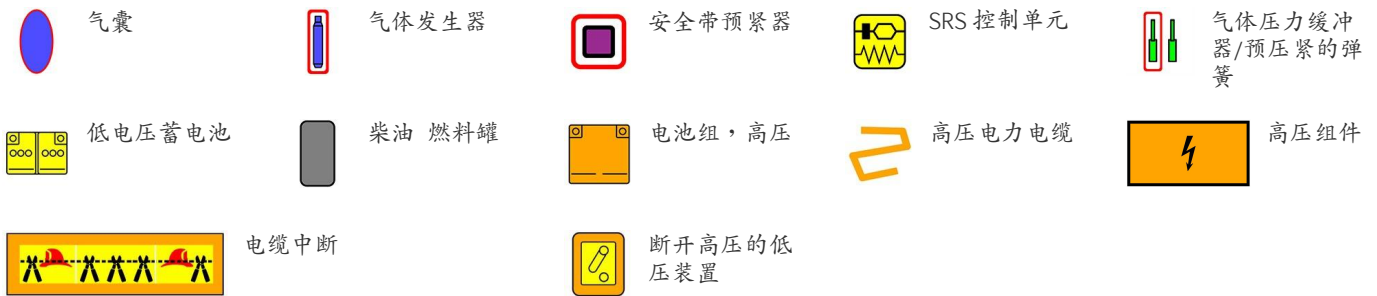 气囊
气体发生器
安全带预紧器
SRS 控制单元
气体压力缓冲
器/预压紧的弹
簧
低电压蓄电池
柴油 燃料罐
电池组，高压
高压电力电缆
高压组件
电缆中断
断开高压的低
压装置